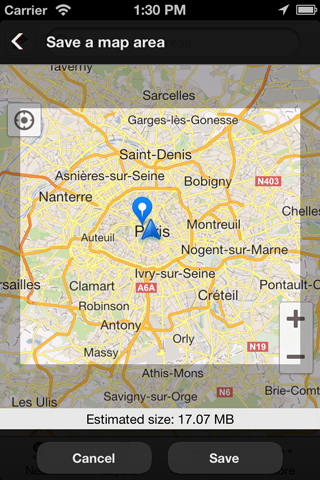 Carrier 1:30 PM
Save a map area
Taverny
Sarcelles
Garges-lès-Gonesse
Saint-Denis
Asnières-sur-Seine
Bobigny
N403
Nanterre
Chelles
Montreuil
Paris
Auteuil
Nogent-sur-Marne
Ivry-sur-Seine
rsailles
Clamart
A6A
Créteil
Pontault-C
Robinson
Antony
Orly
N19
Massy
Athis-Mons
Savigny-sur-Orge
N6
Brie-Comt
Les Ulis
Estimated size: 17.07 MB
Cancel Save